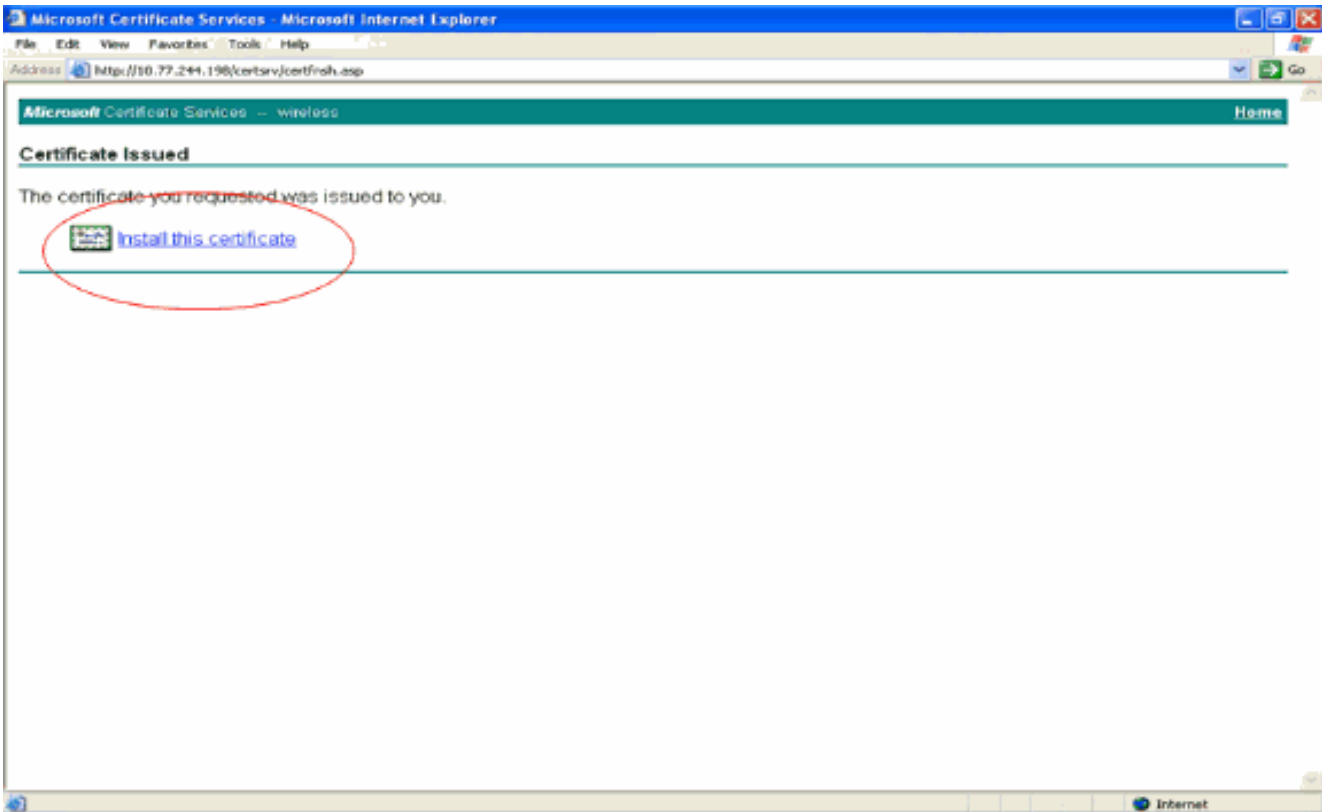 Microsoft Certificate Services - Microsoft Internet Explorer
File Edit View Favorites Tools Help
Address http://10.77.244.198/certsrv/certfnsh.asp Go
Microsoft Certificate Services -- wireless Home
Certificate Issued
The certificate you requested was issued to you.
Install this certificate
Internet